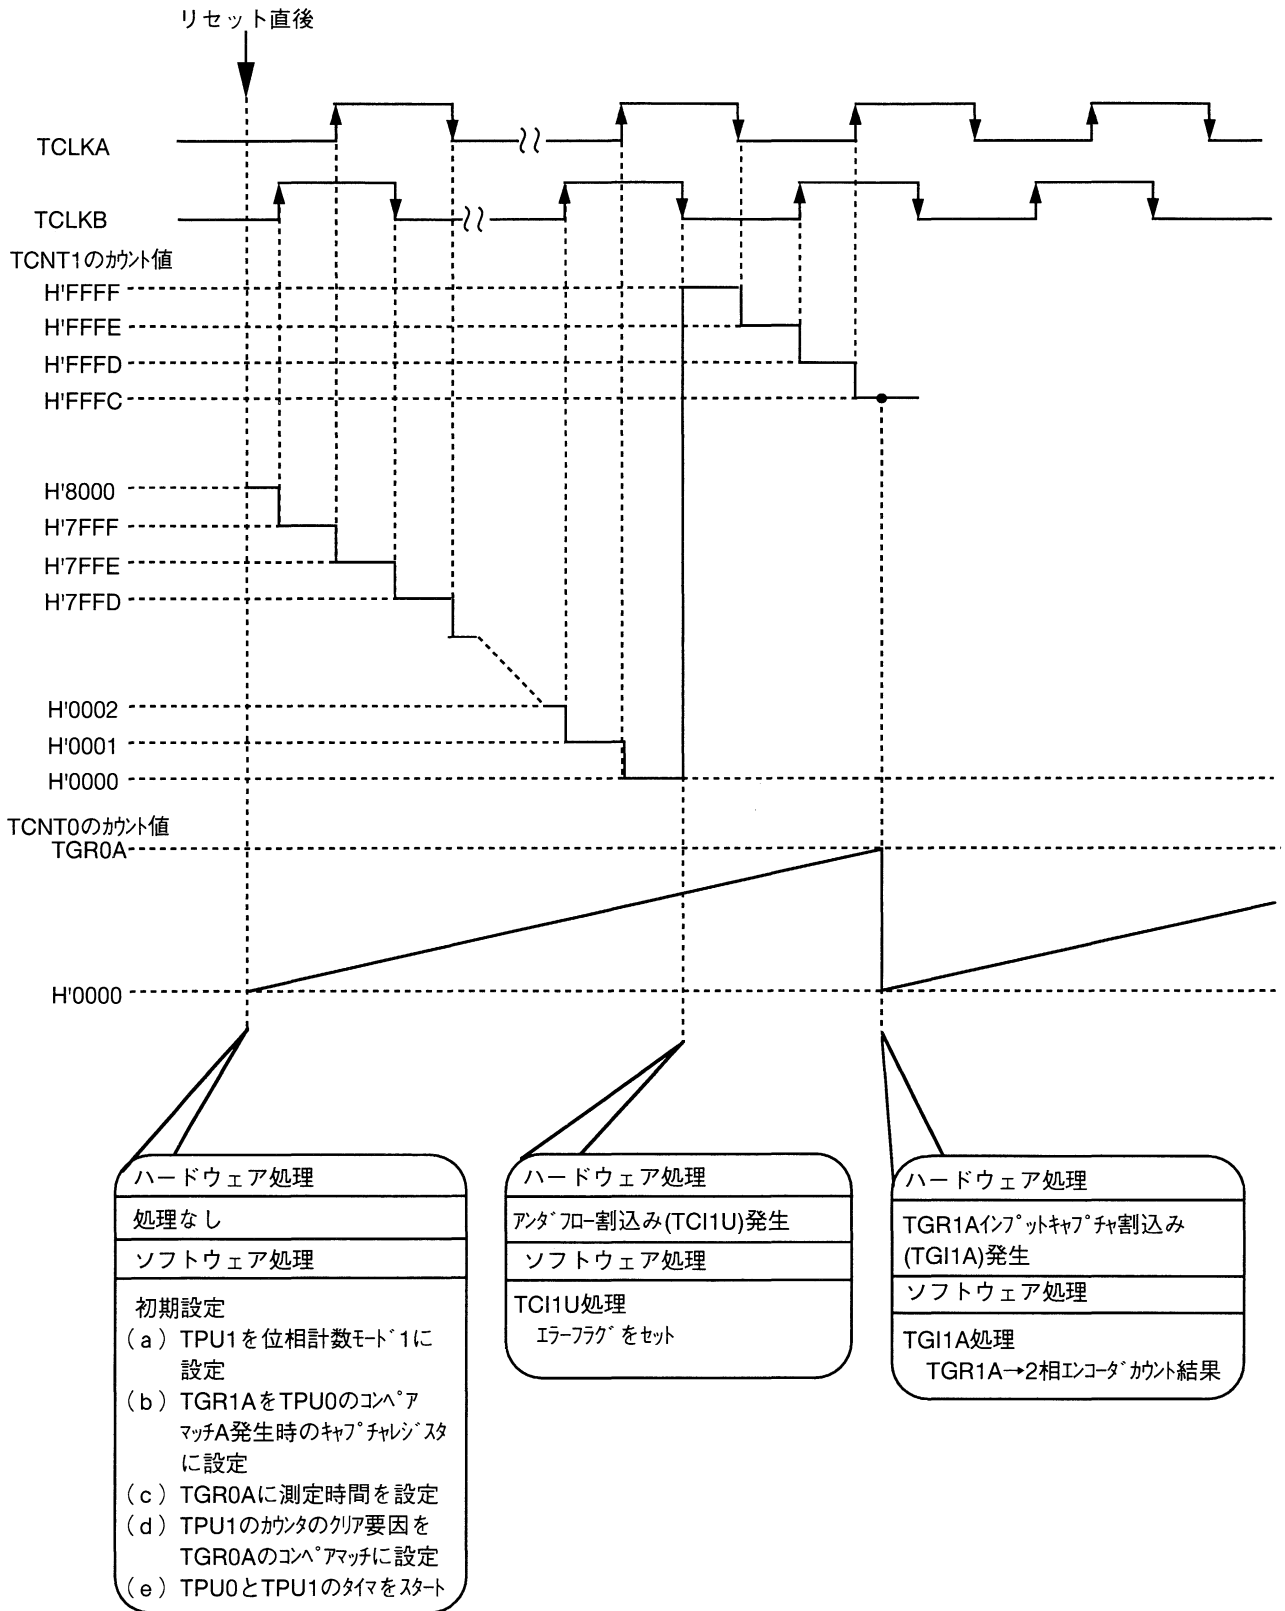 リセット直後
TCLKA
TCLKB
TCNT1のカウント値
H'FFFF
H'FFFE
H'FFFD
H'FFFC
H'8000
H'7FFF
H'7FFE
H'7FFD
H'0002
H'0001
H'0000
TCNT0のカウント値
TGR0A
H'0000
ハードウェア処理
処理なし
ソフトウェア処理
初期設定
(a) TPU1を位相計数モード1に
設定
(b) TGR1AをTPU0のコンペア
マッチA発生時のキャプチャレジスタ
に設定
(c) TGR0Aに測定時間を設定
(d) TPU1のカウンタのクリア要因を
TGR0Aのコンペアマッチに設定
(e) TPU0とTPU1のタイマをスタート
ハードウェア処理
アンダフロー割込み(TCI1U)発生
ソフトウェア処理
TCI1U処理
エラーフラグをセット
ハードウェア処理
TGR1Aインプットキャプチャ割込み
(TGI1A)発生
ソフトウェア処理
TGI1A処理
TGR1A→2相エンコーダカウント結果